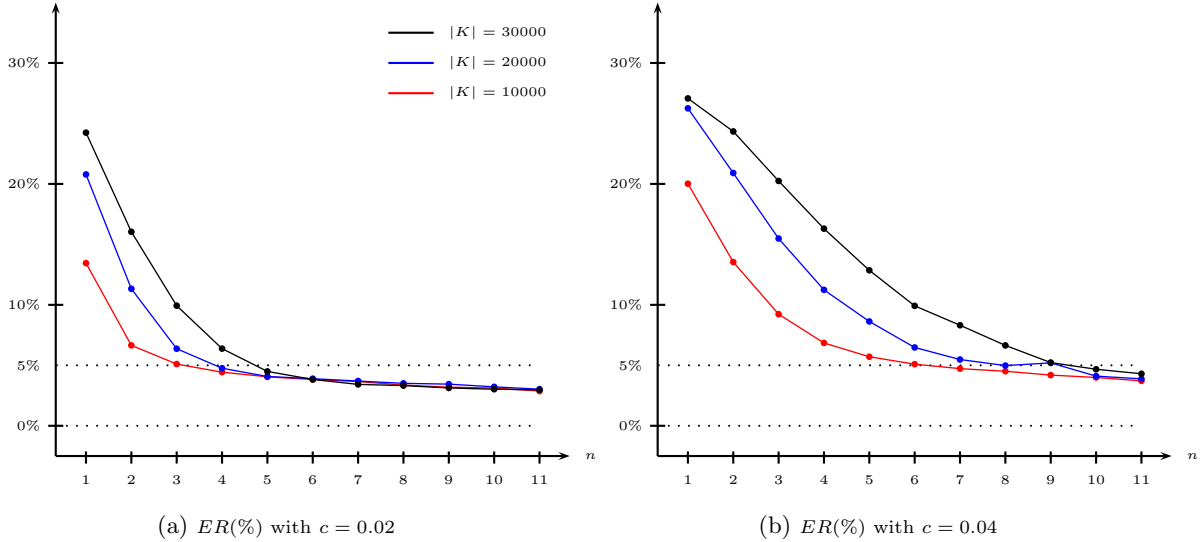 |K| = 30000
|K| = 20000
|K| = 10000
30%
20%
10%
5%
0%
1 2 3 4 5 6 7 8 9 10 11 n
(a) ER(%) with c = 0.02
30%
20%
10%
5%
0%
1 2 3 4 5 6 7 8 9 10 11 n
(b) ER(%) with c = 0.04